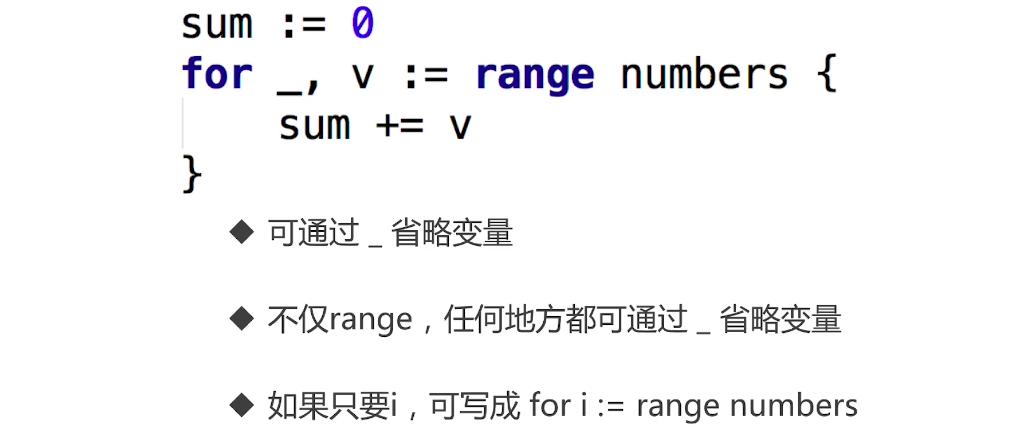 sum := 0
for _, v := range numbers {
    sum += v
}
◆ 可通过 _ 省略变量
◆ 不仅range，任何地方都可通过 _ 省略变量
◆ 如果只要i，可写成 for i := range numbers